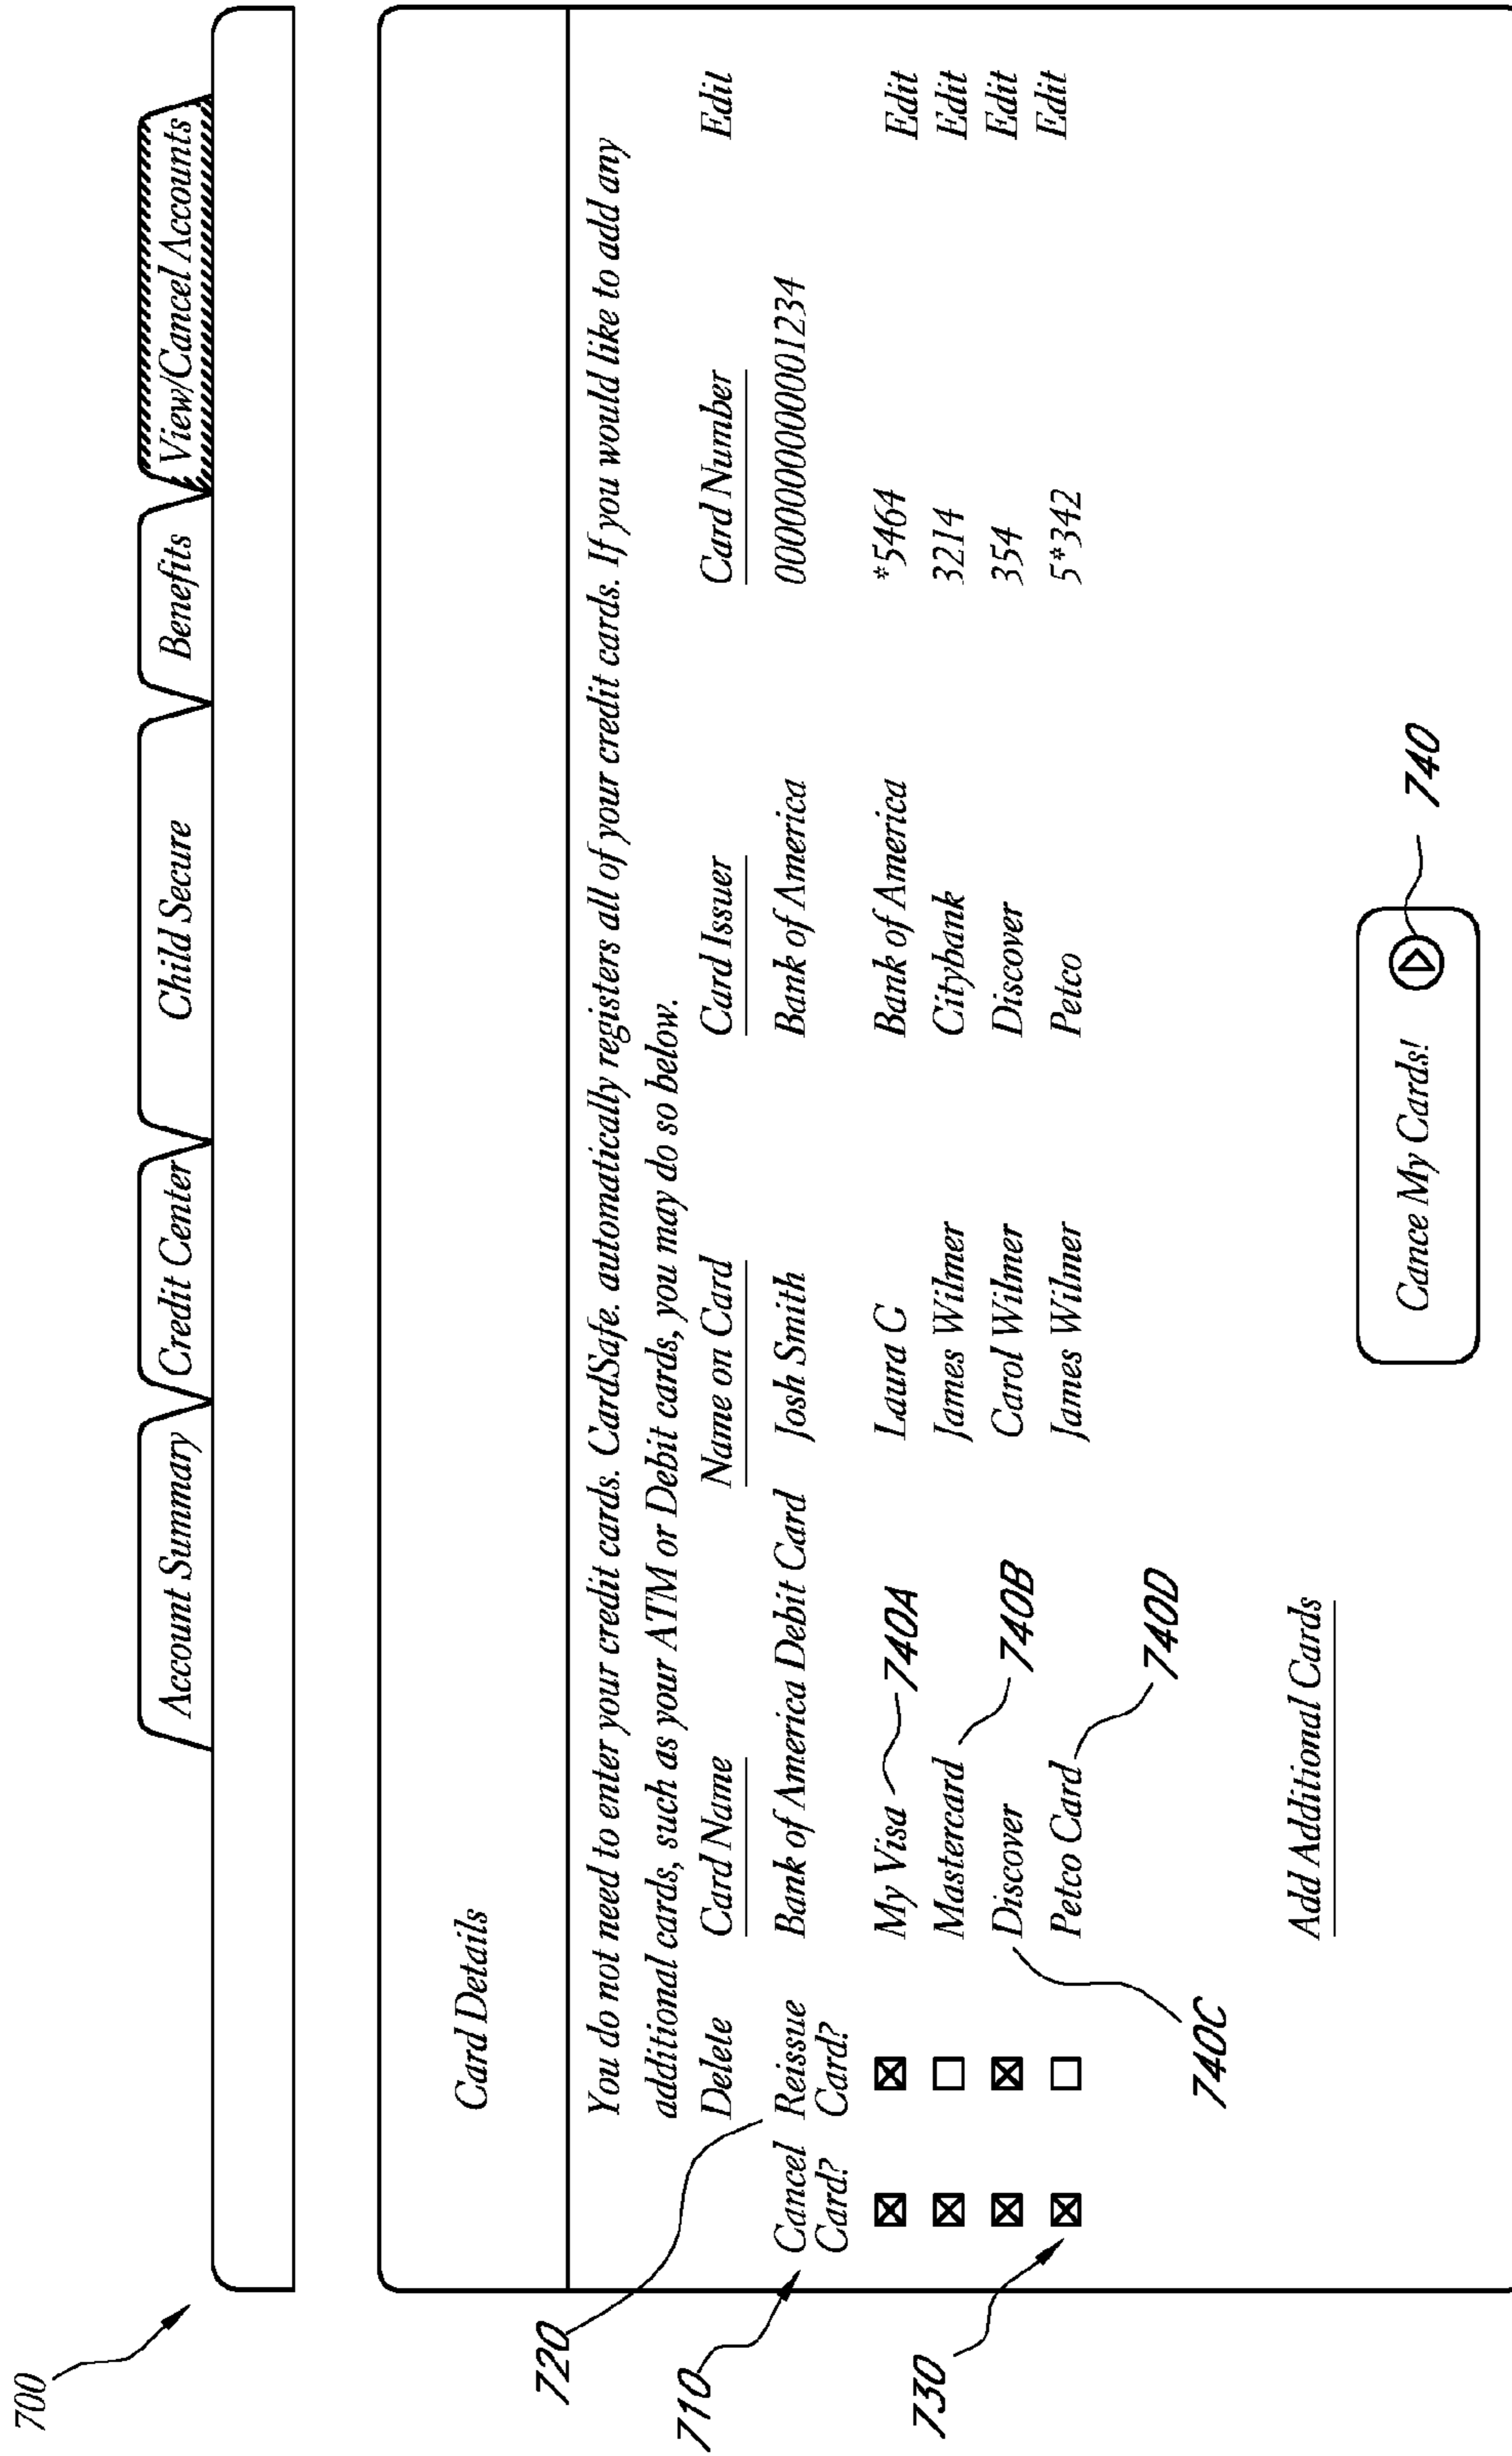 700
Account Summary Credit Center Child Secure Benefits View/Cancel Accounts
Card Details
You do not need to enter your credit cards. CardSafe. automatically registers all of your credit cards. If you would like to add any
additional cards, such as your ATM or Debit cards, you may do so below.
720
Delete Card Name Name on Card Card Issuer Card Number Edit
710
Cancel Card? Reissue Card? Bank of America Debit Card Josh Smith Bank of America 0000000000001234
My Visa 740A Laura G Bank of America *5464 Edit
Mastercard 740B James Wilmer Citybank 3214 Edit
Discover 740C Carol Wilmer Discover 354 Edit
730 Petco Card 740D James Wilmer Petco 5*342 Edit
Add Additional Cards
Cance My Cards! 740